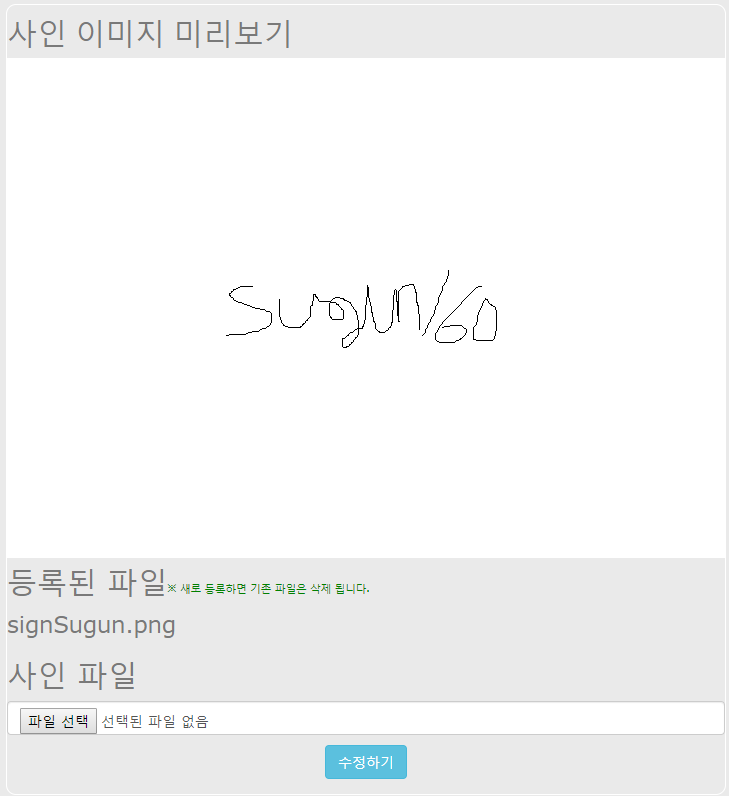 사인 이미지 미리보기
Sugun/60
등록된 파일※ 새로 등록하면 기존 파일은 삭제 됩니다.
signSugun.png
사인 파일
파일 선택 선택된 파일 없음
수정하기